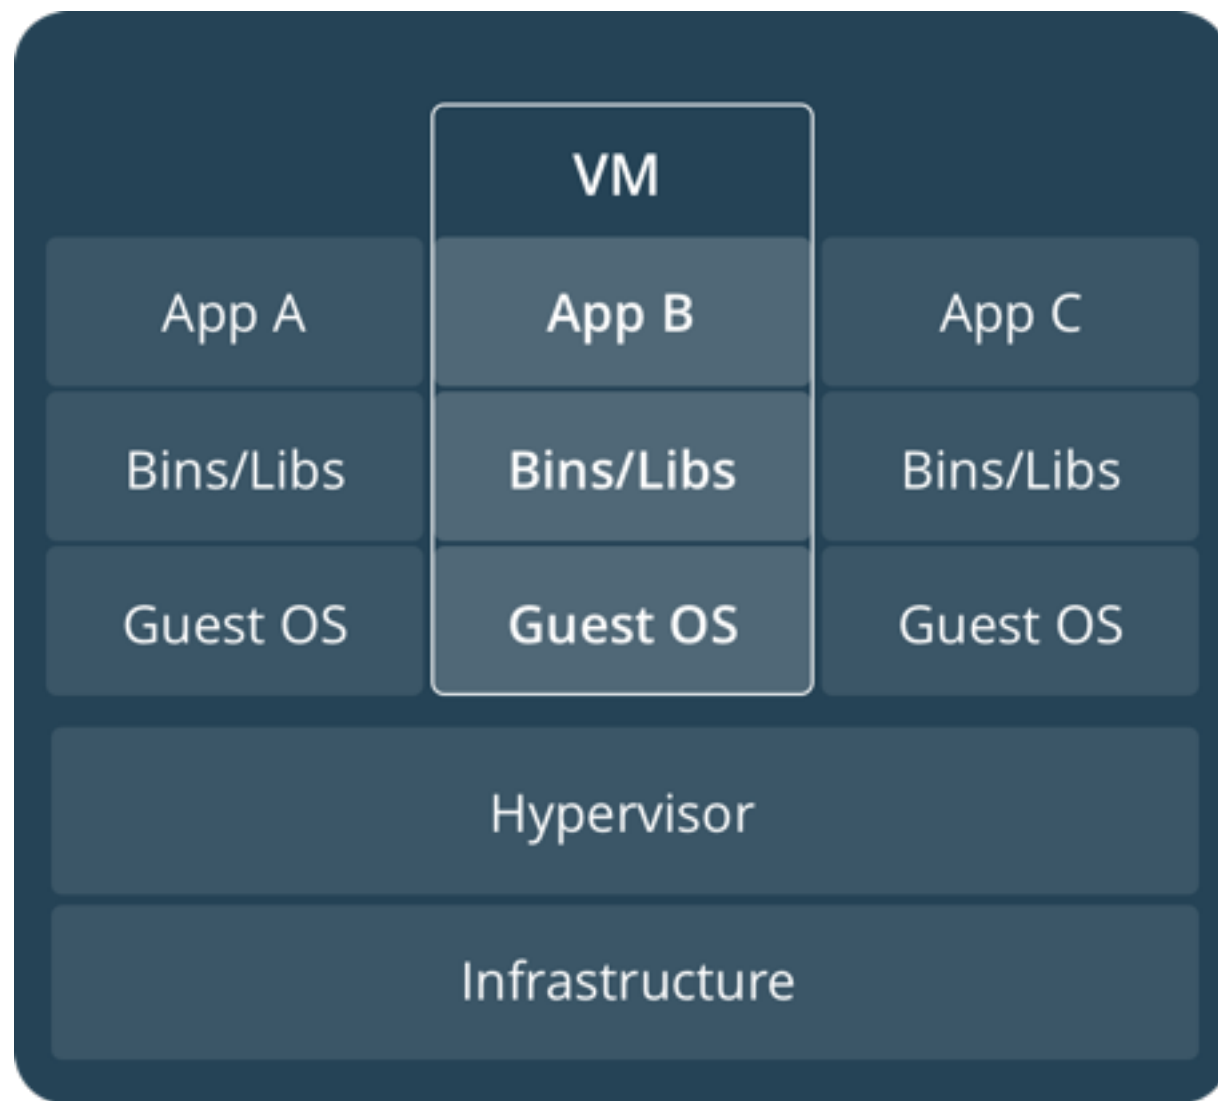 VM
App A
App B
App C
Bins/Libs
Bins/Libs
Bins/Libs
Guest OS
Guest OS
Guest OS
Hypervisor
Infrastructure